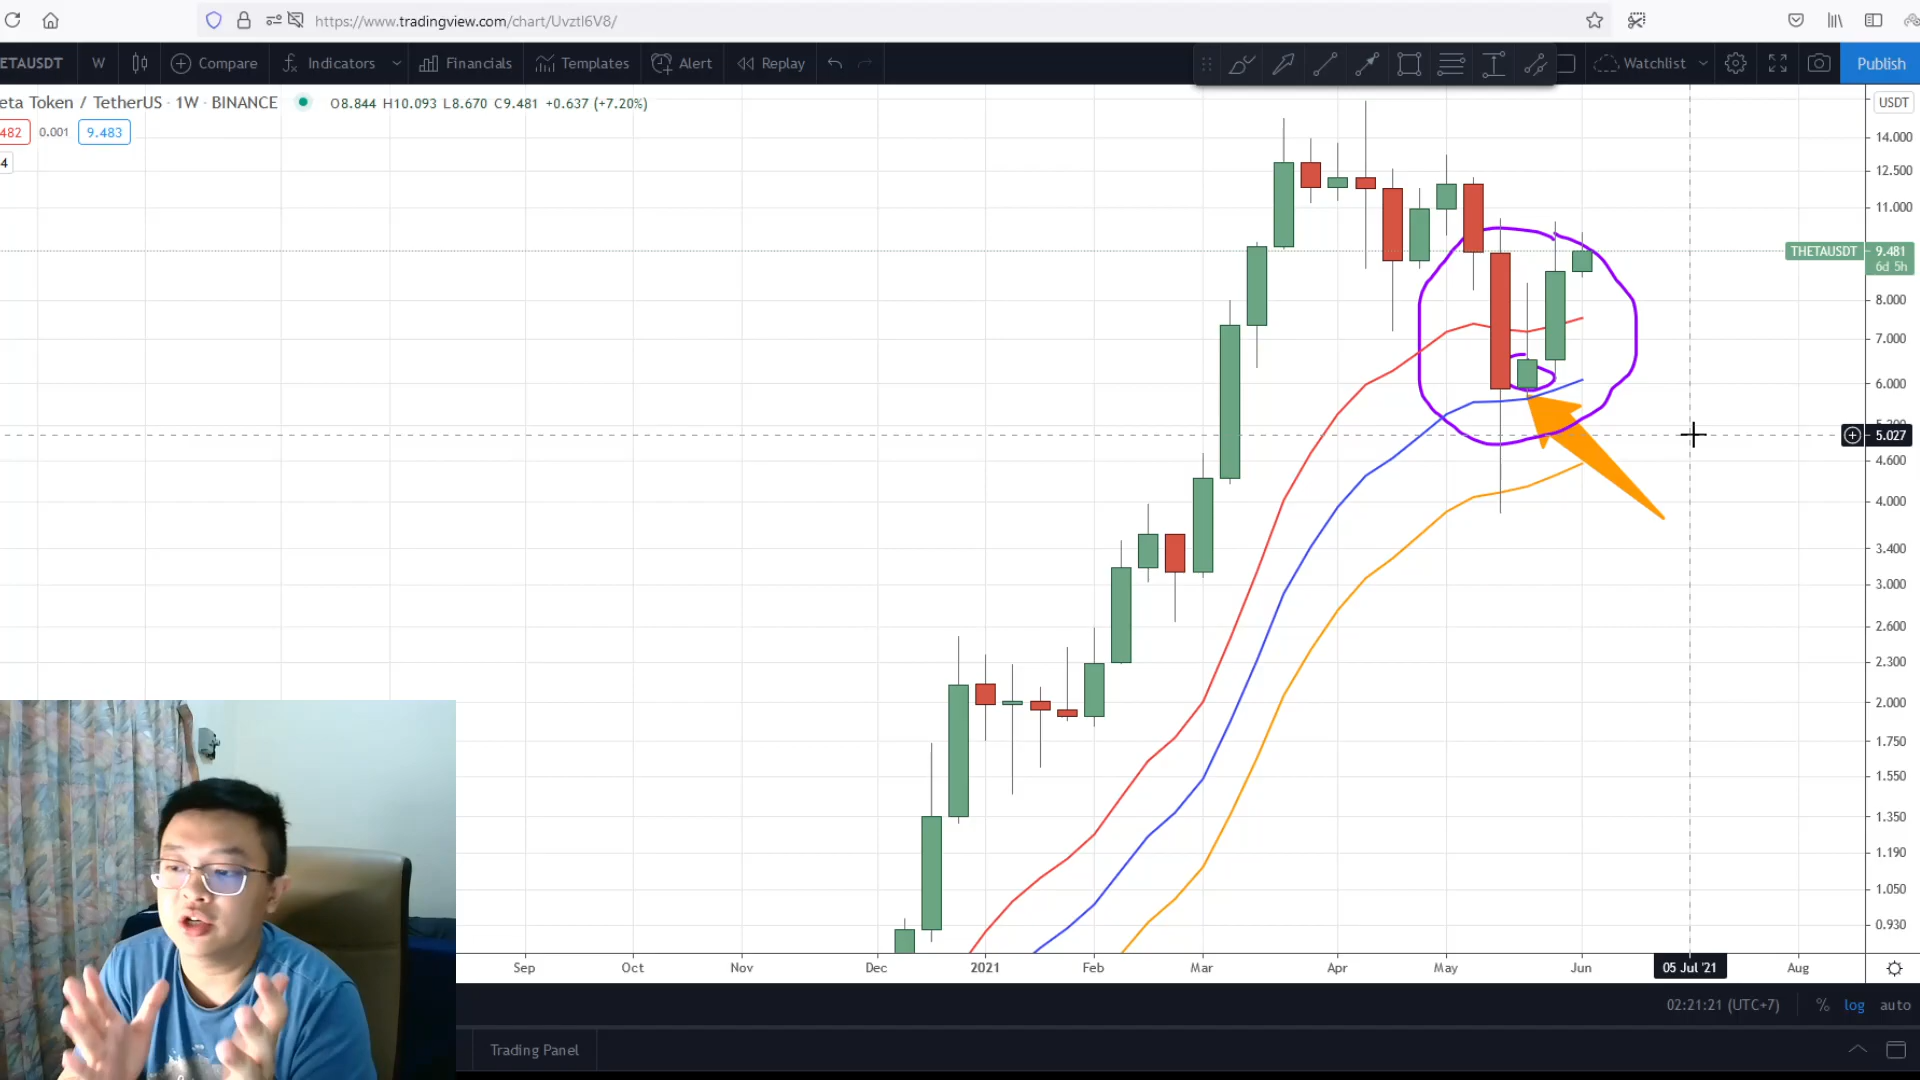 https://www.tradingview.com/chart/UvztI6V8/
ETAUSDT W Compare Indicators Financials Templates Alert Replay Watchlist Publish
eta Token / TetherUS · 1W · BINANCE O8.844 H10.093 L8.670 C9.481 +0.637 (+7.20%)
USDT
482 0.001 9.483
4
14.000
12.500
11.000
THETAUSDT 9.481
6d 5h
8.000
7.000
6.000
5.027
4.600
4.000
3.400
3.000
2.600
2.300
2.000
1.750
1.550
1.350
1.190
1.050
0.930
Sep Oct Nov Dec 2021 Feb Mar Apr May Jun 05 Jul '21 Aug
02:21:21 (UTC+7) % log auto
Trading Panel